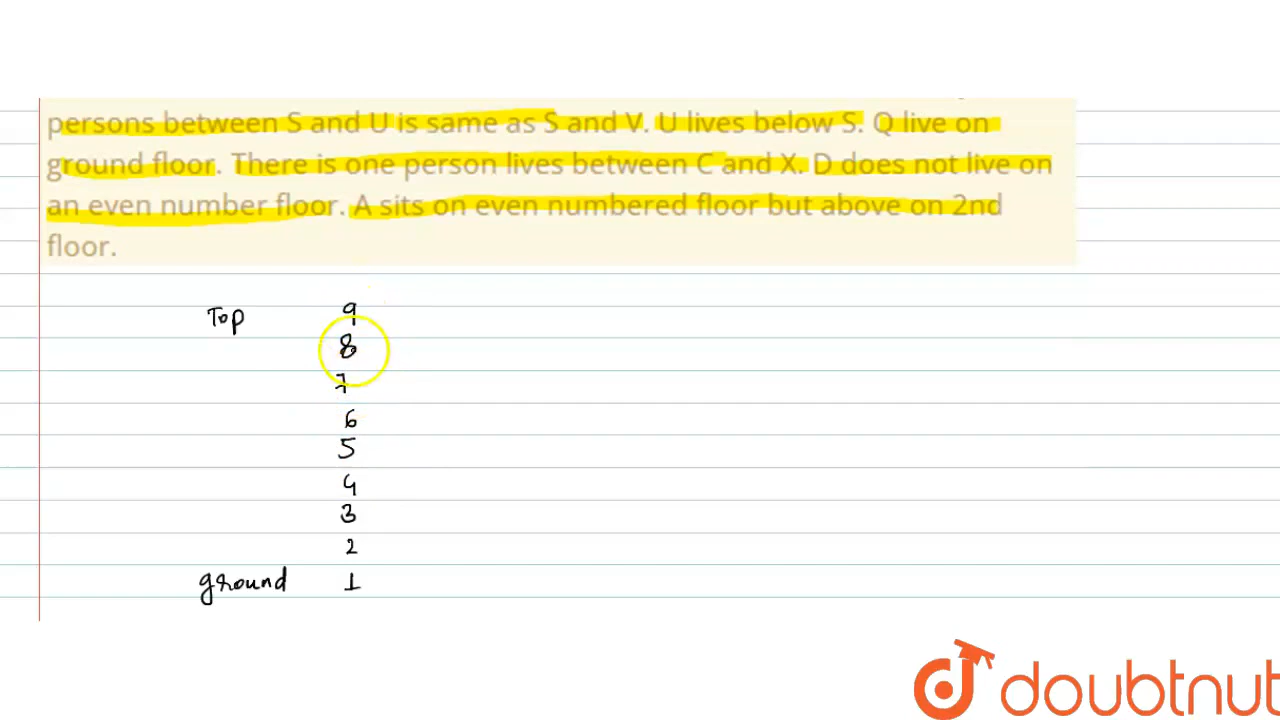 persons between S and U is same as S and V. U lives below S. Q live on
ground floor. There is one person lives between C and X. D does not live on
an even number floor. A sits on even numbered floor but above on 2nd
floor.
Top 9
8
7
6
5
4
3
2
ground 1
doubtnut